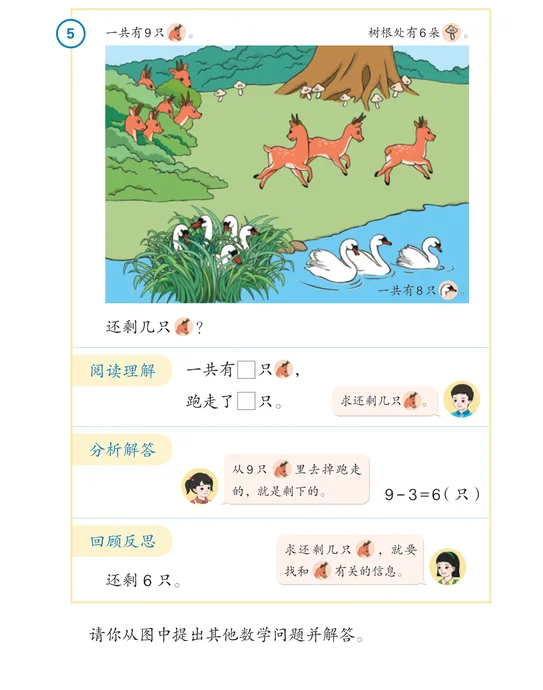 5
一共有9只。
树根处有6朵。
一共有8只。
还剩几只?
阅读理解
一共有□只,
跑走了□只。
求还剩几只。
分析解答
从9只里去掉跑走
的,就是剩下的。
9-3=6(只)
回顾反思
还剩6只。
求还剩几只,就要
找和有关的信息。
请你从图中提出其他数学问题并解答。